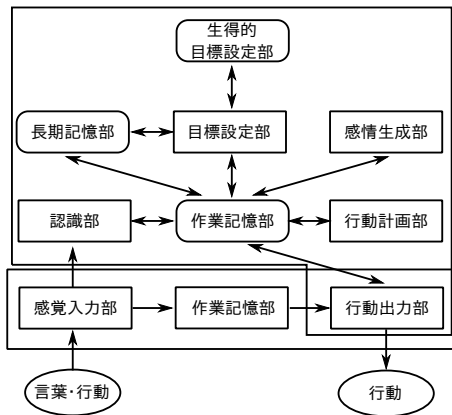 生得的
目標設定部
長期記憶部
目標設定部
感情生成部
認識部
作業記憶部
行動計画部
感覚入力部
作業記憶部
行動出力部
言葉・行動
行動